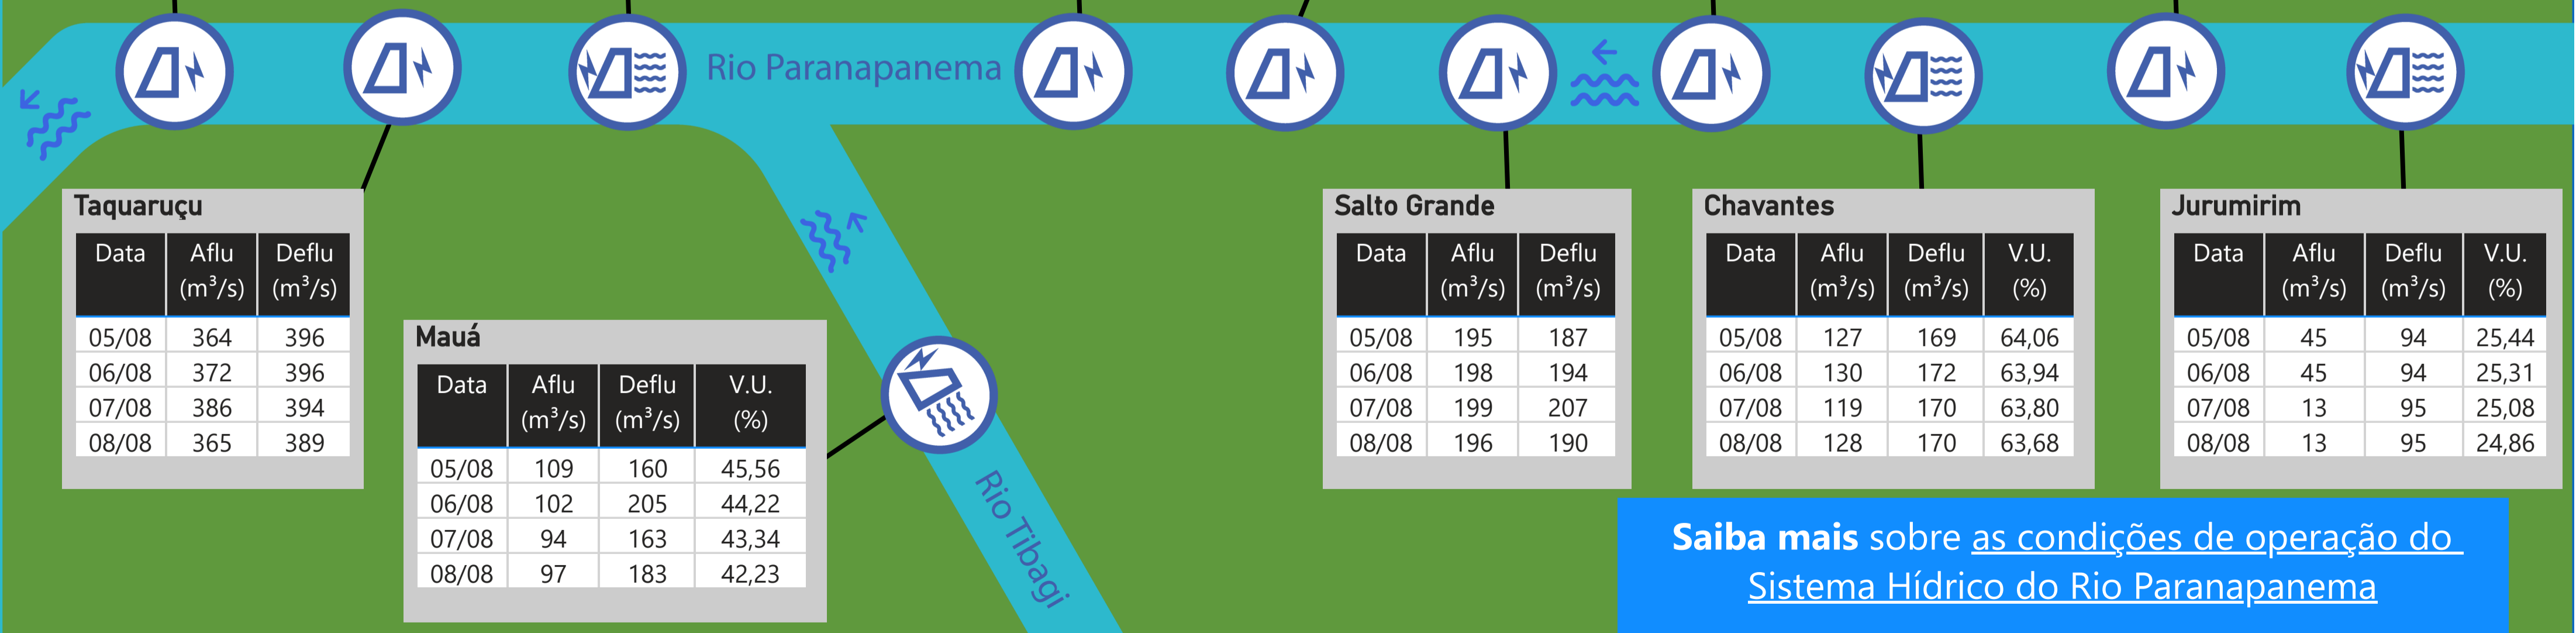 Rio Paranapanema
Taquaruçu
Data Aflu (m³/s) Deflu (m³/s)
05/08 364 396
06/08 372 396
07/08 386 394
08/08 365 389
Mauá
Data Aflu (m³/s) Deflu (m³/s) V.U. (%)
05/08 109 160 45,56
06/08 102 205 44,22
07/08 94 163 43,34
08/08 97 183 42,23
Rio Tibagi
Salto Grande
Data Aflu (m³/s) Deflu (m³/s)
05/08 195 187
06/08 198 194
07/08 199 207
08/08 196 190
Chavantes
Data Aflu (m³/s) Deflu (m³/s) V.U. (%)
05/08 127 169 64,06
06/08 130 172 63,94
07/08 119 170 63,80
08/08 128 170 63,68
Jurumirim
Data Aflu (m³/s) Deflu (m³/s) V.U. (%)
05/08 45 94 25,44
06/08 45 94 25,31
07/08 13 95 25,08
08/08 13 95 24,86
Saiba mais sobre as condições de operação do
Sistema Hídrico do Rio Paranapanema